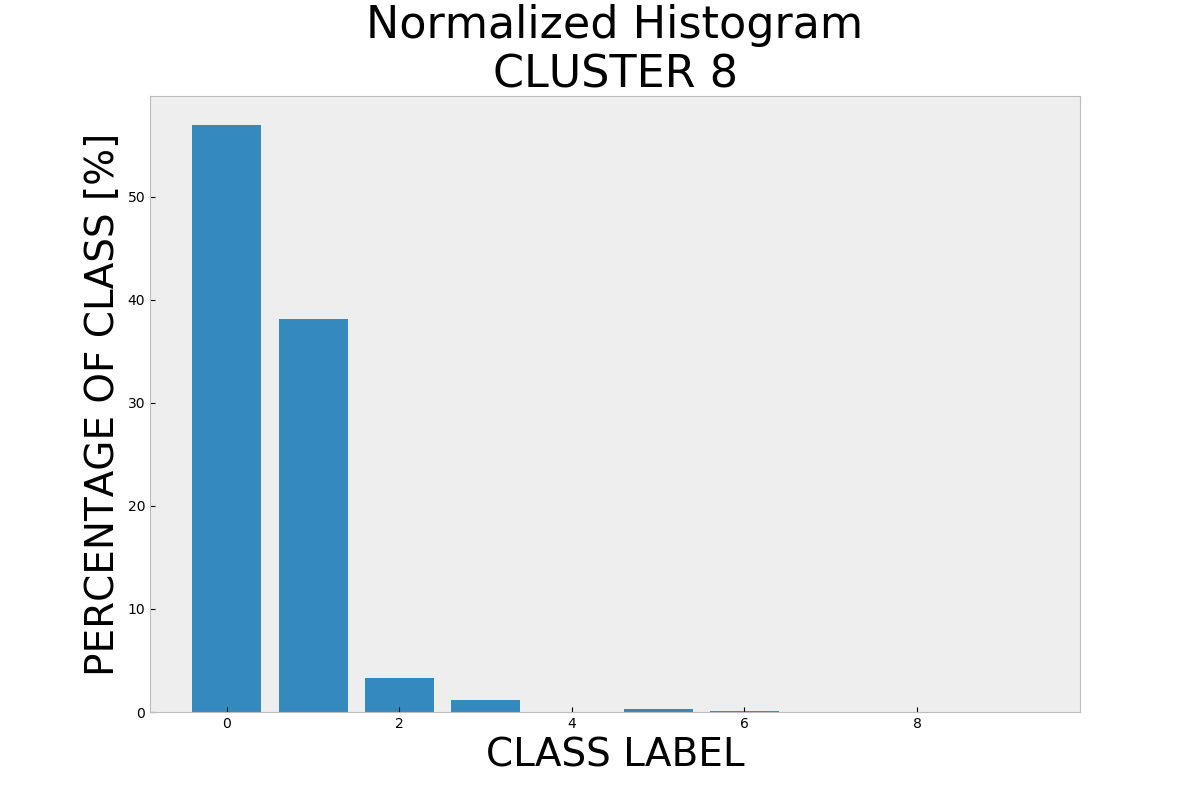 Normalized Histogram
CLUSTER 8
PERCENTAGE OF CLASS [%]
50
40
30
20
10
0
0 2 4 6 8
CLASS LABEL